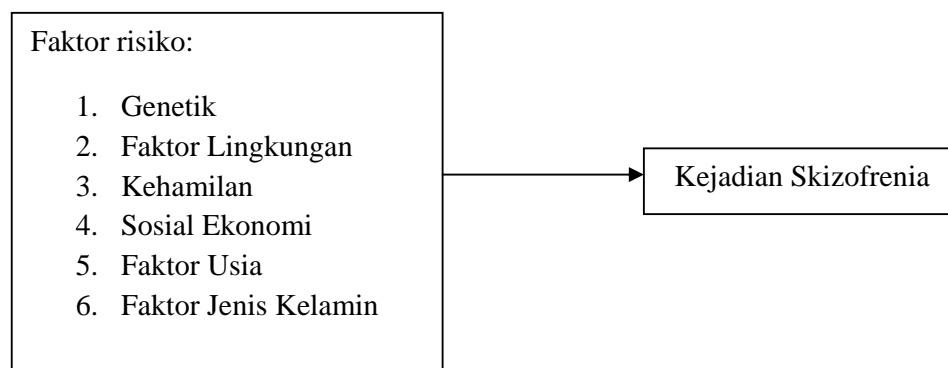 Faktor risiko:
1. Genetik
2. Faktor Lingkungan
3. Kehamilan
4. Sosial Ekonomi
5. Faktor Usia
6. Faktor Jenis Kelamin
Kejadian Skizofrenia